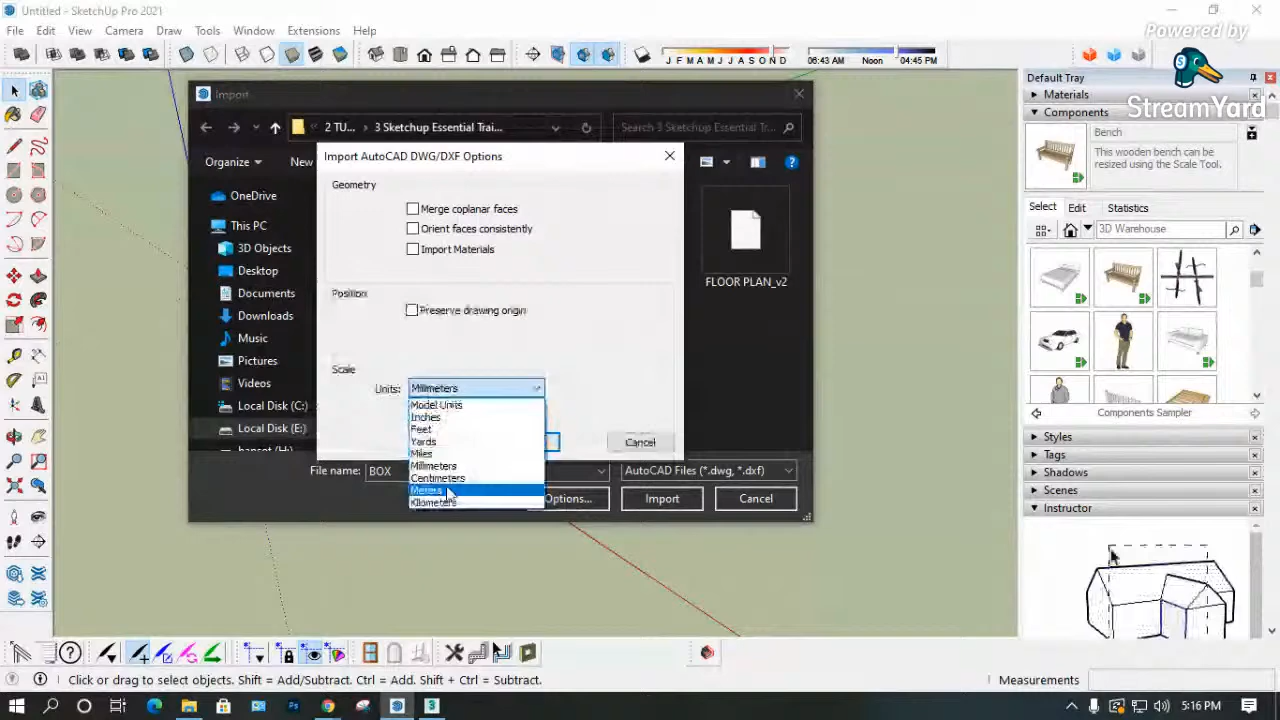 Untitled - SketchUp Pro 2021
File Edit View Camera Draw Tools Window Extensions Help
Powered by
StreamYard
J F M A M J J A S O N D
06:43 AM Noon 04:45 PM
Import
2 TU... > 3 Sketchup Essential Trai...
Search 3 Sketchup Essential Tr...
Organize
New
OneDrive
This PC
3D Objects
Desktop
Documents
Downloads
Music
Pictures
Videos
Local Disk (C:)
Local Disk (E:)
Import AutoCAD DWG/DXF Options
Geometry
Merge coplanar faces
Orient faces consistently
Import Materials
Position
Preserve drawing origin
Scale
Units: Millimeters
Model Units
Inches
Feet
Yards
Miles
Millimeters
Centimeters
Meters
Kilometers
Cancel
FLOOR PLAN_v2
File name: BOX
AutoCAD Files (*.dwg, *.dxf)
Options...
Import
Cancel
Default Tray
Materials
Components
Bench
This wooden bench can be
resized using the Scale Tool.
Select Edit Statistics
3D Warehouse
Components Sampler
Styles
Tags
Shadows
Scenes
Instructor
Click or drag to select objects. Shift = Add/Subtract. Ctrl = Add. Shift + Ctrl = Subtract.
Measurements
5:16 PM